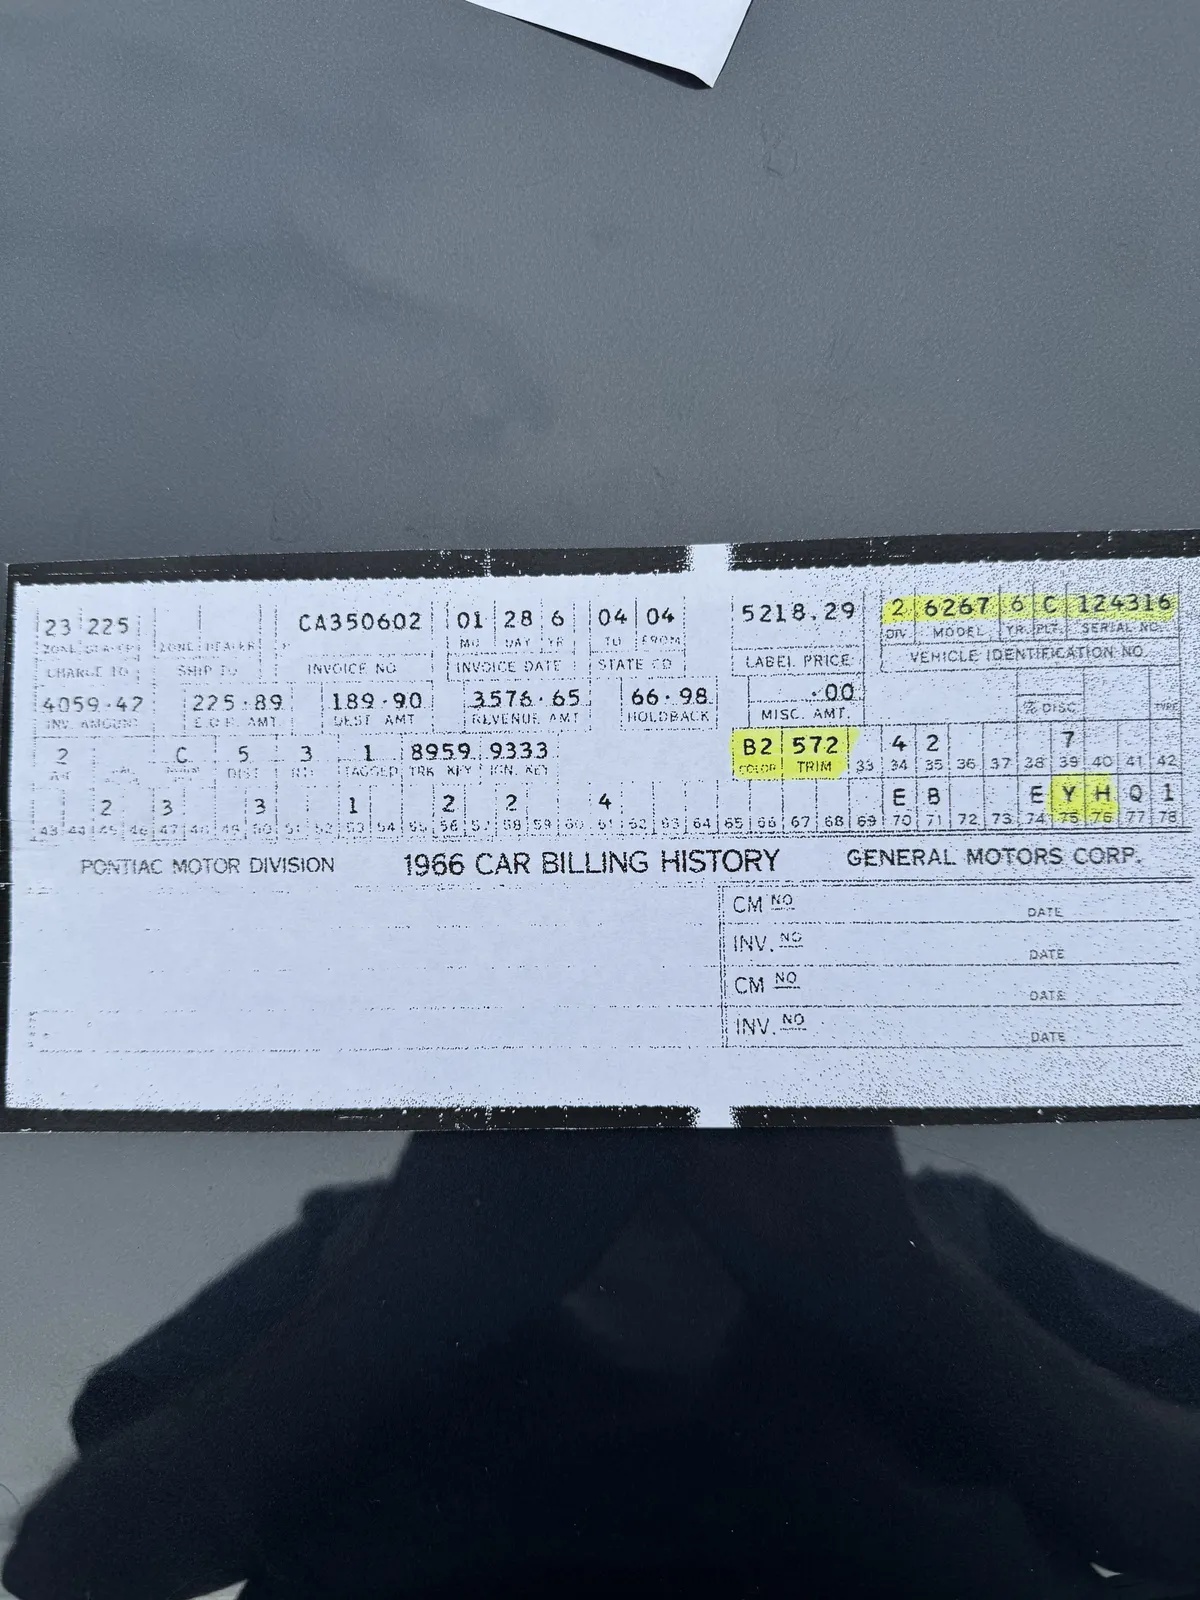 23 225 CA350602 01 28 6 04 04 5218.29 2 6267 6 C 124316
MO. DAY YR. TO FROM DIV. MODEL YR. PLT. SERIAL NO.
CHARGE TO SHIP TO INVOICE NO INVOICE DATE STATE CD LABEL PRICE VEHICLE IDENTIFICATION NO.
4059.42 225.89 189.90 3576.65 66.98 .00
INV. AMOUNT E.O.F. AMT. DEST AMT REVENUE AMT HOLDBACK MISC. AMT. % DISC. TYPE
2 C 5 3 1 8959 9333 B2 572 4 2 7
DIST TAGGED TRK KEY IGN. KEY COLOR TRIM 33 34 35 36 37 38 39 40 41 42
2 3 3 1 2 2 4 E B E Y H Q 1
43 44 45 46 47 48 49 50 51 52 53 54 55 56 57 58 59 60 61 62 63 64 65 66 67 68 69 70 71 72 73 74 75 76 77 78
PONTIAC MOTOR DIVISION 1966 CAR BILLING HISTORY GENERAL MOTORS CORP.
CM NO DATE
INV. NO DATE
CM NO DATE
INV. NO DATE